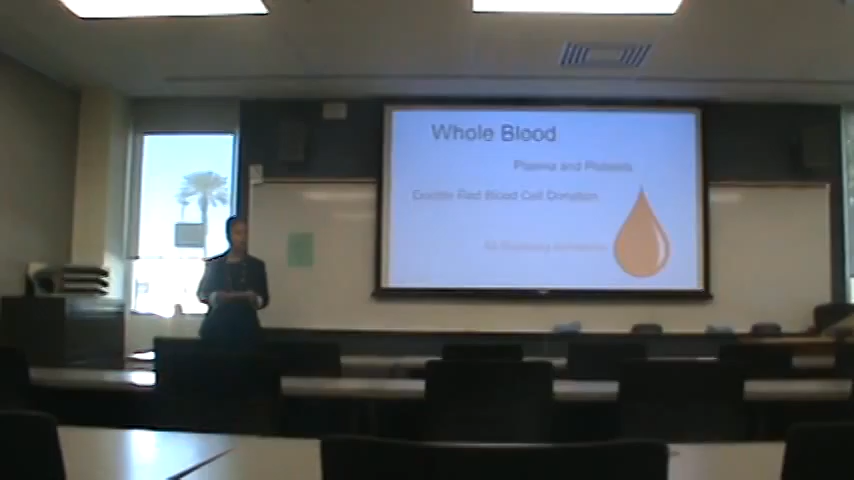 Whole Blood
Plasma and Platelets
Double Red Blood Cell Donation